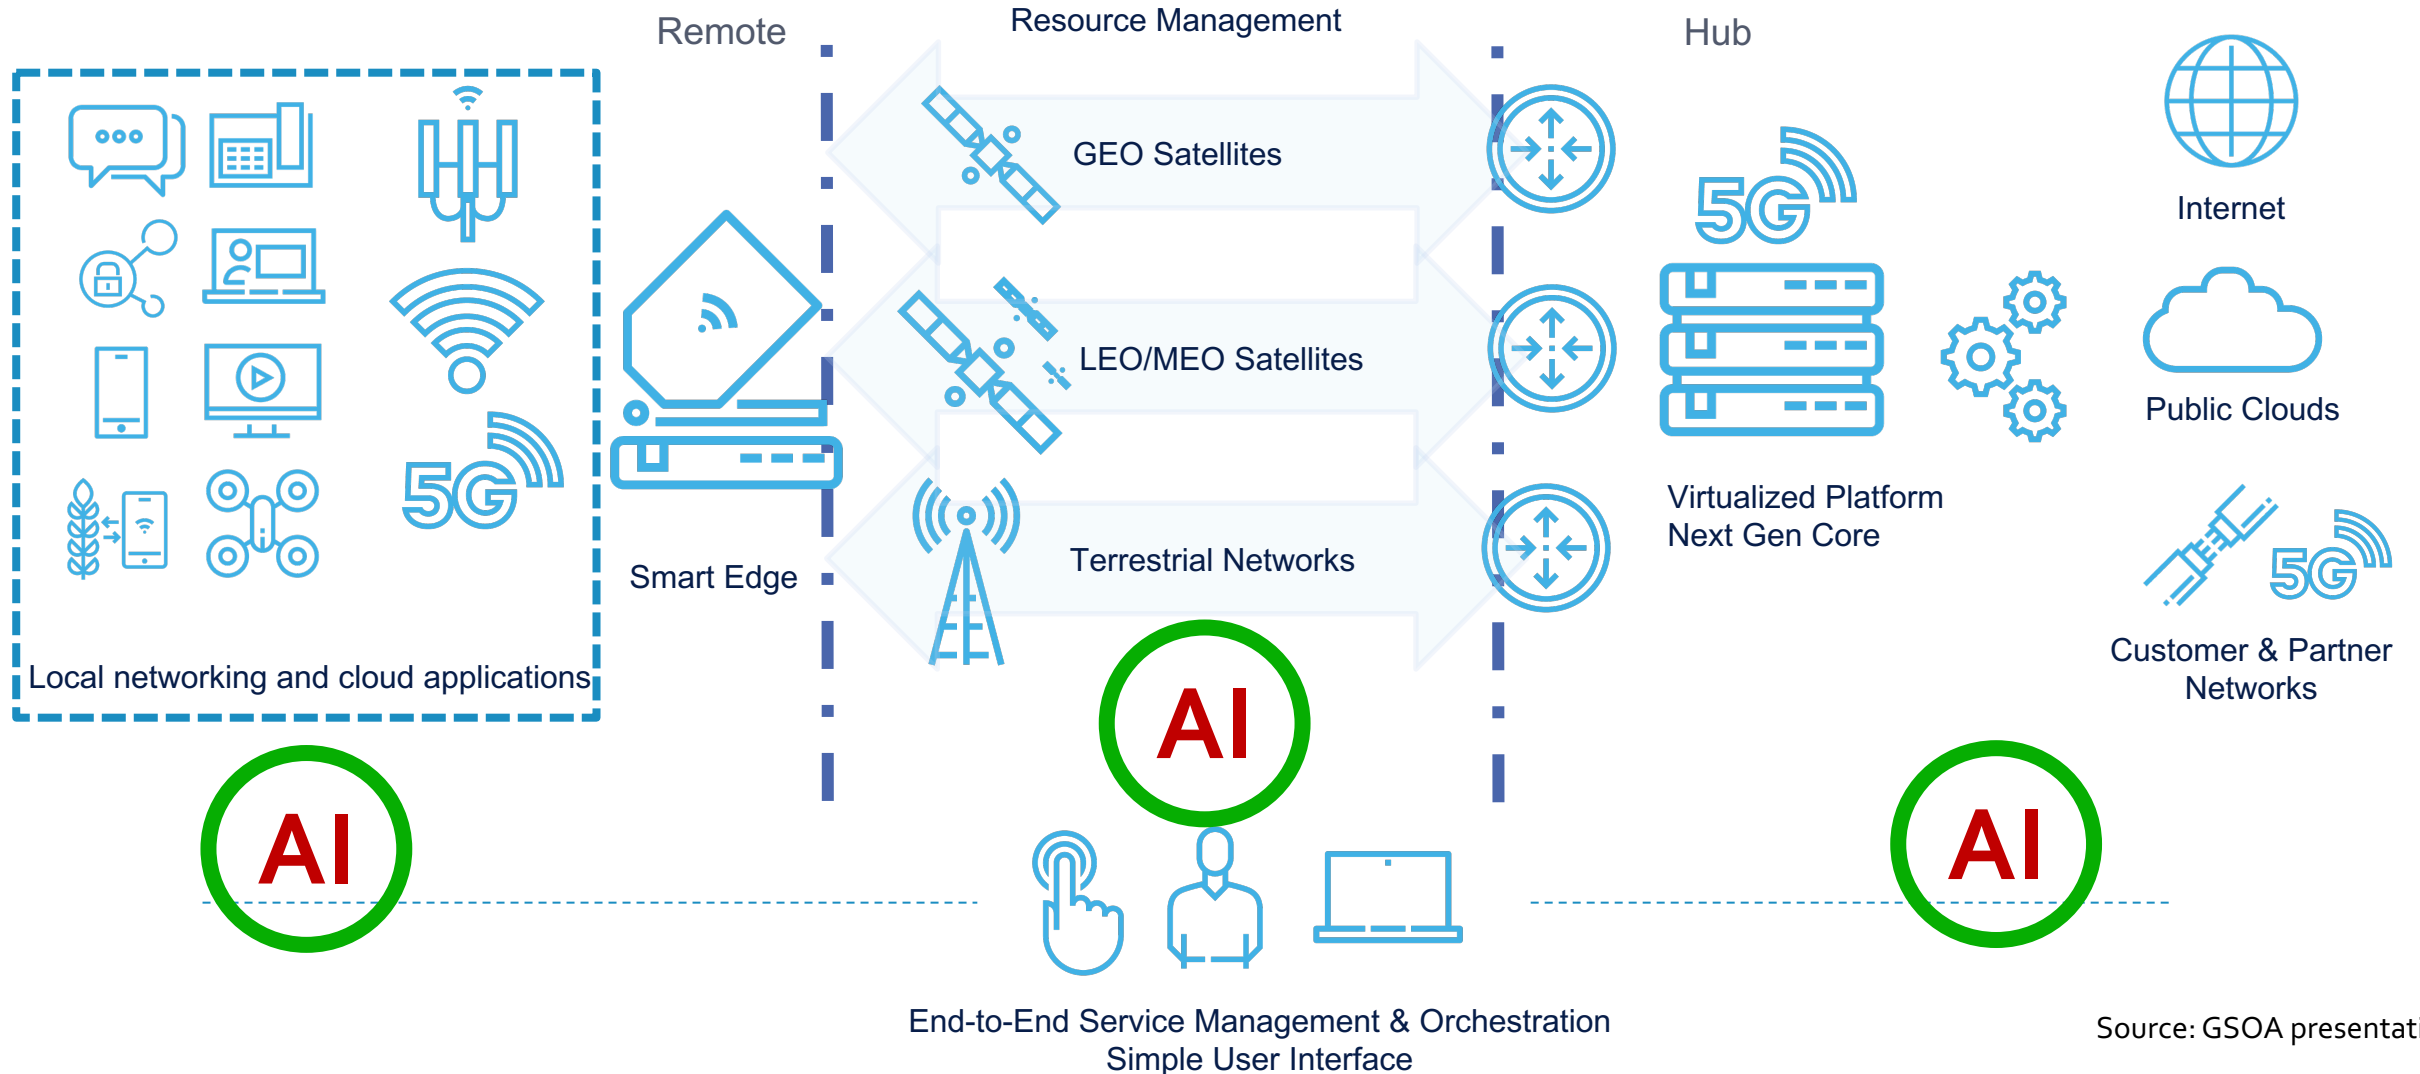 Remote
Resource Management
Hub
GEO Satellites
5G
Internet
LEO/MEO Satellites
Public Clouds
5G
Virtualized Platform
Next Gen Core
Terrestrial Networks
5G
Smart Edge
Customer & Partner
Networks
Local networking and cloud applications
AI
AI
AI
End-to-End Service Management & Orchestration
Simple User Interface
Source: GSOA presentati